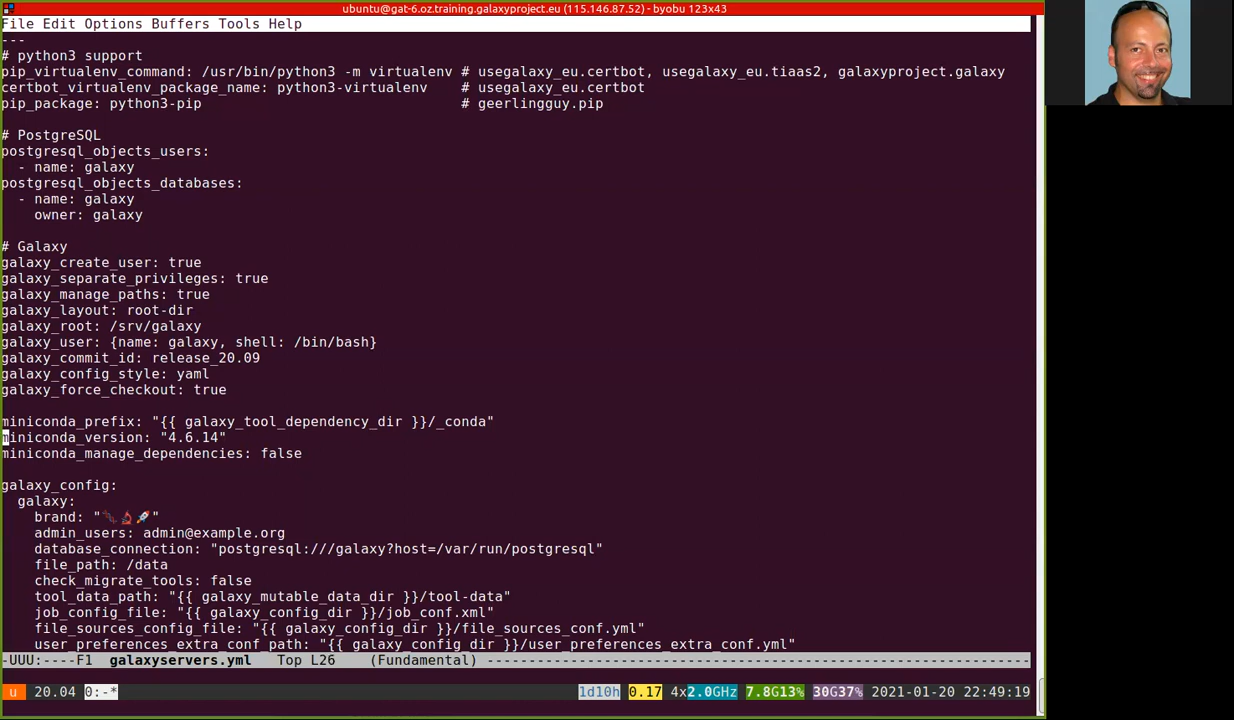 ubuntu@gat-6.oz.training.galaxyproject.eu (115.146.87.52) - byobu 123x43
File Edit Options Buffers Tools Help
---
# python3 support
pip_virtualenv_command: /usr/bin/python3 -m virtualenv # usegalaxy_eu.certbot, usegalaxy_eu.tiaas2, galaxyproject.galaxy
certbot_virtualenv_package_name: python3-virtualenv    # usegalaxy_eu.certbot
pip_package: python3-pip                               # geerlingguy.pip
# PostgreSQL
postgresql_objects_users:
  - name: galaxy
postgresql_objects_databases:
  - name: galaxy
    owner: galaxy
# Galaxy
galaxy_create_user: true
galaxy_separate_privileges: true
galaxy_manage_paths: true
galaxy_layout: root-dir
galaxy_root: /srv/galaxy
galaxy_user: {name: galaxy, shell: /bin/bash}
galaxy_commit_id: release_20.09
galaxy_config_style: yaml
galaxy_force_checkout: true
miniconda_prefix: "{{ galaxy_tool_dependency_dir }}/_conda"
miniconda_version: "4.6.14"
miniconda_manage_dependencies: false
galaxy_config:
  galaxy:
    brand: "🧬🔬🚀"
    admin_users: admin@example.org
    database_connection: "postgresql:///galaxy?host=/var/run/postgresql"
    file_path: /data
    check_migrate_tools: false
    tool_data_path: "{{ galaxy_mutable_data_dir }}/tool-data"
    job_config_file: "{{ galaxy_config_dir }}/job_conf.xml"
    file_sources_config_file: "{{ galaxy_config_dir }}/file_sources_conf.yml"
    user_preferences_extra_conf_path: "{{ galaxy_config_dir }}/user_preferences_extra_conf.yml"
-UUU:----F1  galaxyservers.yml   Top L26    (Fundamental) ------------------------------------------------------------------
u  20.04 0:-*  1d10h 0.17 4x2.0GHz 7.8G13% 30G37% 2021-01-20 22:49:19